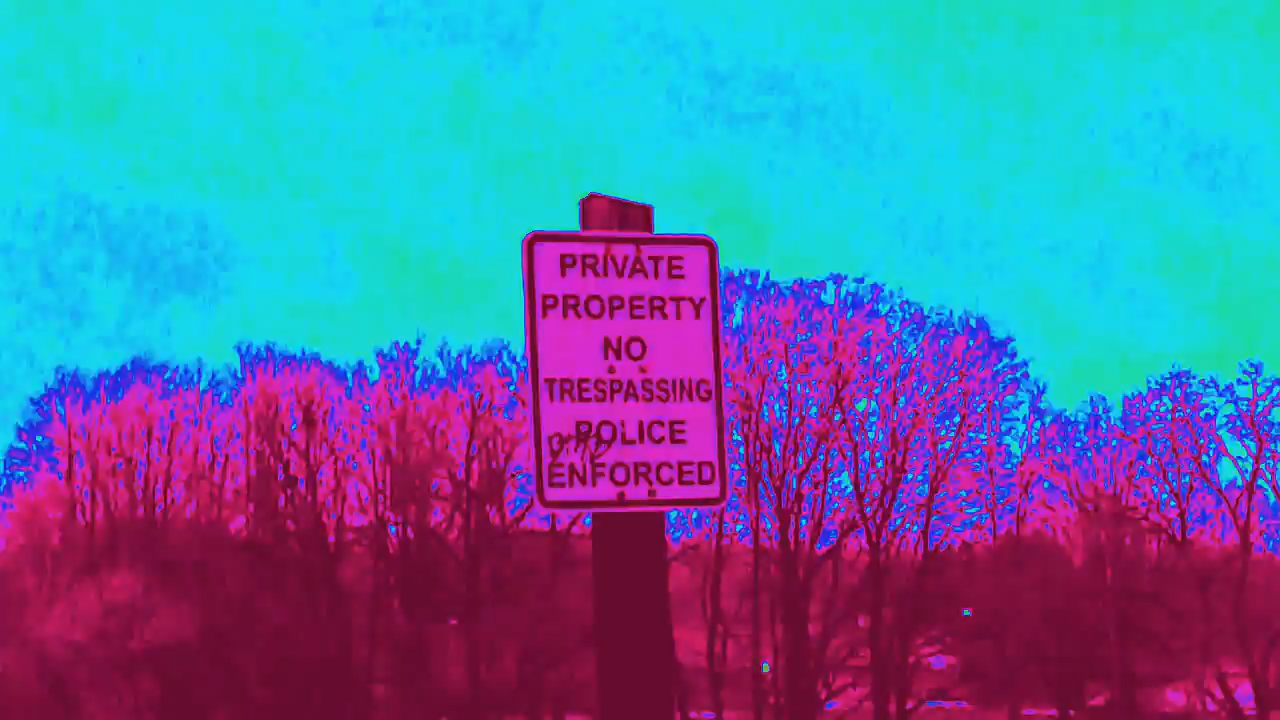 PRIVATE
PROPERTY
NO
TRESPASSING
POLICE
ENFORCED